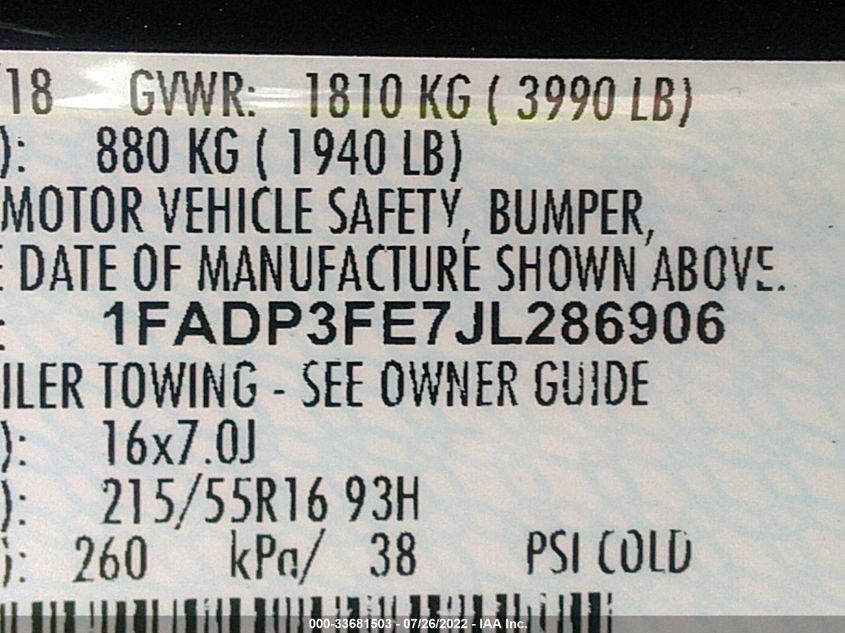 /18 GVWR: 1810 KG ( 3990 LB)
): 880 KG ( 1940 LB)
MOTOR VEHICLE SAFETY, BUMPER,
E DATE OF MANUFACTURE SHOWN ABOVE.
: 1FADP3FE7JL286906
ILER TOWING - SEE OWNER GUIDE
): 16x7.0J
): 215/55R16 93H
): 260 kPa/ 38 PSI COLD
000-33681503 - 07/26/2022 - IAA Inc.